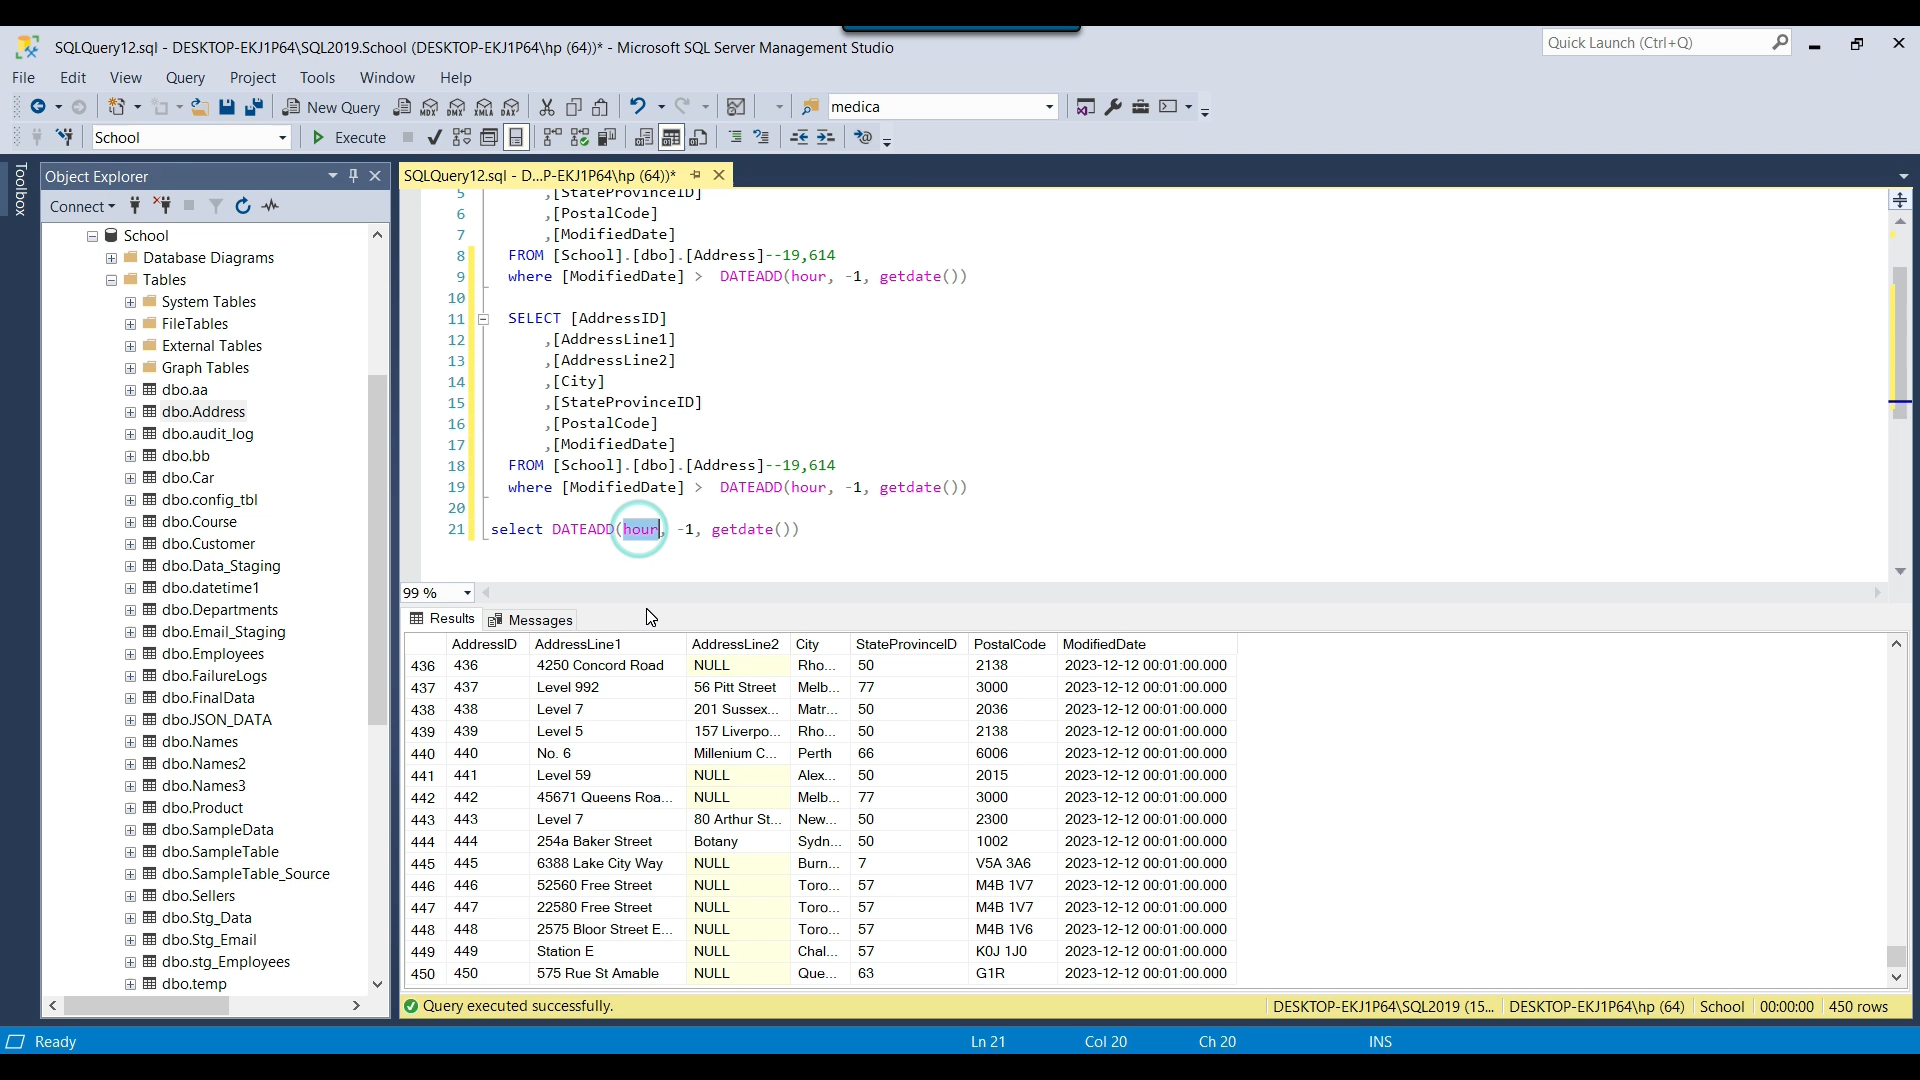 SQLQuery12.sql - DESKTOP-EKJ1P64\SQL2019.School (DESKTOP-EKJ1P64\hp (64))* - Microsoft SQL Server Management Studio
Quick Launch (Ctrl+Q)
File Edit View Query Project Tools Window Help
New Query MDX DMX XMLA DAX medica
School Execute
Toolbox
Object Explorer
Connect
School
Database Diagrams
Tables
System Tables
FileTables
External Tables
Graph Tables
dbo.aa
dbo.Address
dbo.audit_log
dbo.bb
dbo.Car
dbo.config_tbl
dbo.Course
dbo.Customer
dbo.Data_Staging
dbo.datetime1
dbo.Departments
dbo.Email_Staging
dbo.Employees
dbo.FailureLogs
dbo.FinalData
dbo.JSON_DATA
dbo.Names
dbo.Names2
dbo.Names3
dbo.Product
dbo.SampleData
dbo.SampleTable
dbo.SampleTable_Source
dbo.Sellers
dbo.Stg_Data
dbo.Stg_Email
dbo.stg_Employees
dbo.temp
SQLQuery12.sql - D...P-EKJ1P64\hp (64))*
5 ,[StateProvinceID]
6 ,[PostalCode]
7 ,[ModifiedDate]
8 FROM [School].[dbo].[Address]--19,614
9 where [ModifiedDate] > DATEADD(hour, -1, getdate())
10
11 SELECT [AddressID]
12 ,[AddressLine1]
13 ,[AddressLine2]
14 ,[City]
15 ,[StateProvinceID]
16 ,[PostalCode]
17 ,[ModifiedDate]
18 FROM [School].[dbo].[Address]--19,614
19 where [ModifiedDate] > DATEADD(hour, -1, getdate())
20
21 select DATEADD(hour, -1, getdate())
99 %
Results Messages
AddressID AddressLine1 AddressLine2 City StateProvinceID PostalCode ModifiedDate
436 436 4250 Concord Road NULL Rho... 50 2138 2023-12-12 00:01:00.000
437 437 Level 992 56 Pitt Street Melb... 77 3000 2023-12-12 00:01:00.000
438 438 Level 7 201 Sussex... Matr... 50 2036 2023-12-12 00:01:00.000
439 439 Level 5 157 Liverpo... Rho... 50 2138 2023-12-12 00:01:00.000
440 440 No. 6 Millenium C... Perth 66 6006 2023-12-12 00:01:00.000
441 441 Level 59 NULL Alex... 50 2015 2023-12-12 00:01:00.000
442 442 45671 Queens Roa... NULL Melb... 77 3000 2023-12-12 00:01:00.000
443 443 Level 7 80 Arthur St... New... 50 2300 2023-12-12 00:01:00.000
444 444 254a Baker Street Botany Sydn... 50 1002 2023-12-12 00:01:00.000
445 445 6388 Lake City Way NULL Burn... 7 V5A 3A6 2023-12-12 00:01:00.000
446 446 52560 Free Street NULL Toro... 57 M4B 1V7 2023-12-12 00:01:00.000
447 447 22580 Free Street NULL Toro... 57 M4B 1V7 2023-12-12 00:01:00.000
448 448 2575 Bloor Street E... NULL Toro... 57 M4B 1V6 2023-12-12 00:01:00.000
449 449 Station E NULL Chal... 57 K0J 1J0 2023-12-12 00:01:00.000
450 450 575 Rue St Amable NULL Que... 63 G1R 2023-12-12 00:01:00.000
Query executed successfully. DESKTOP-EKJ1P64\SQL2019 (15... DESKTOP-EKJ1P64\hp (64) School 00:00:00 450 rows
Ready Ln 21 Col 20 Ch 20 INS